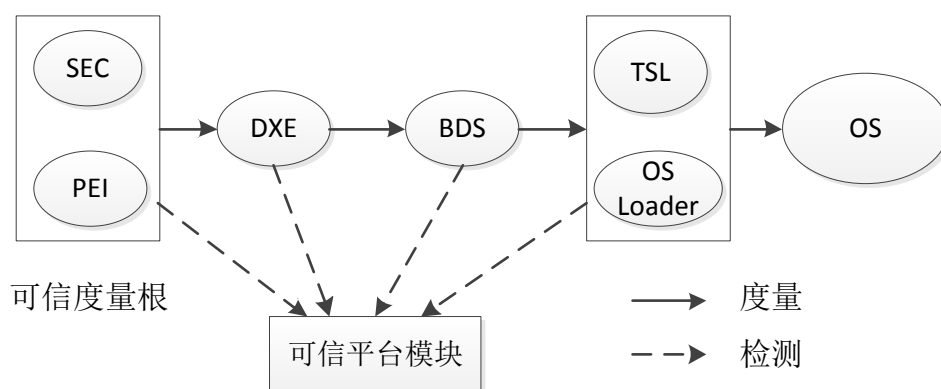 SEC
PEI
DXE
BDS
TSL
OS
Loader
OS
可信度量根
可信平台模块
度量
检测